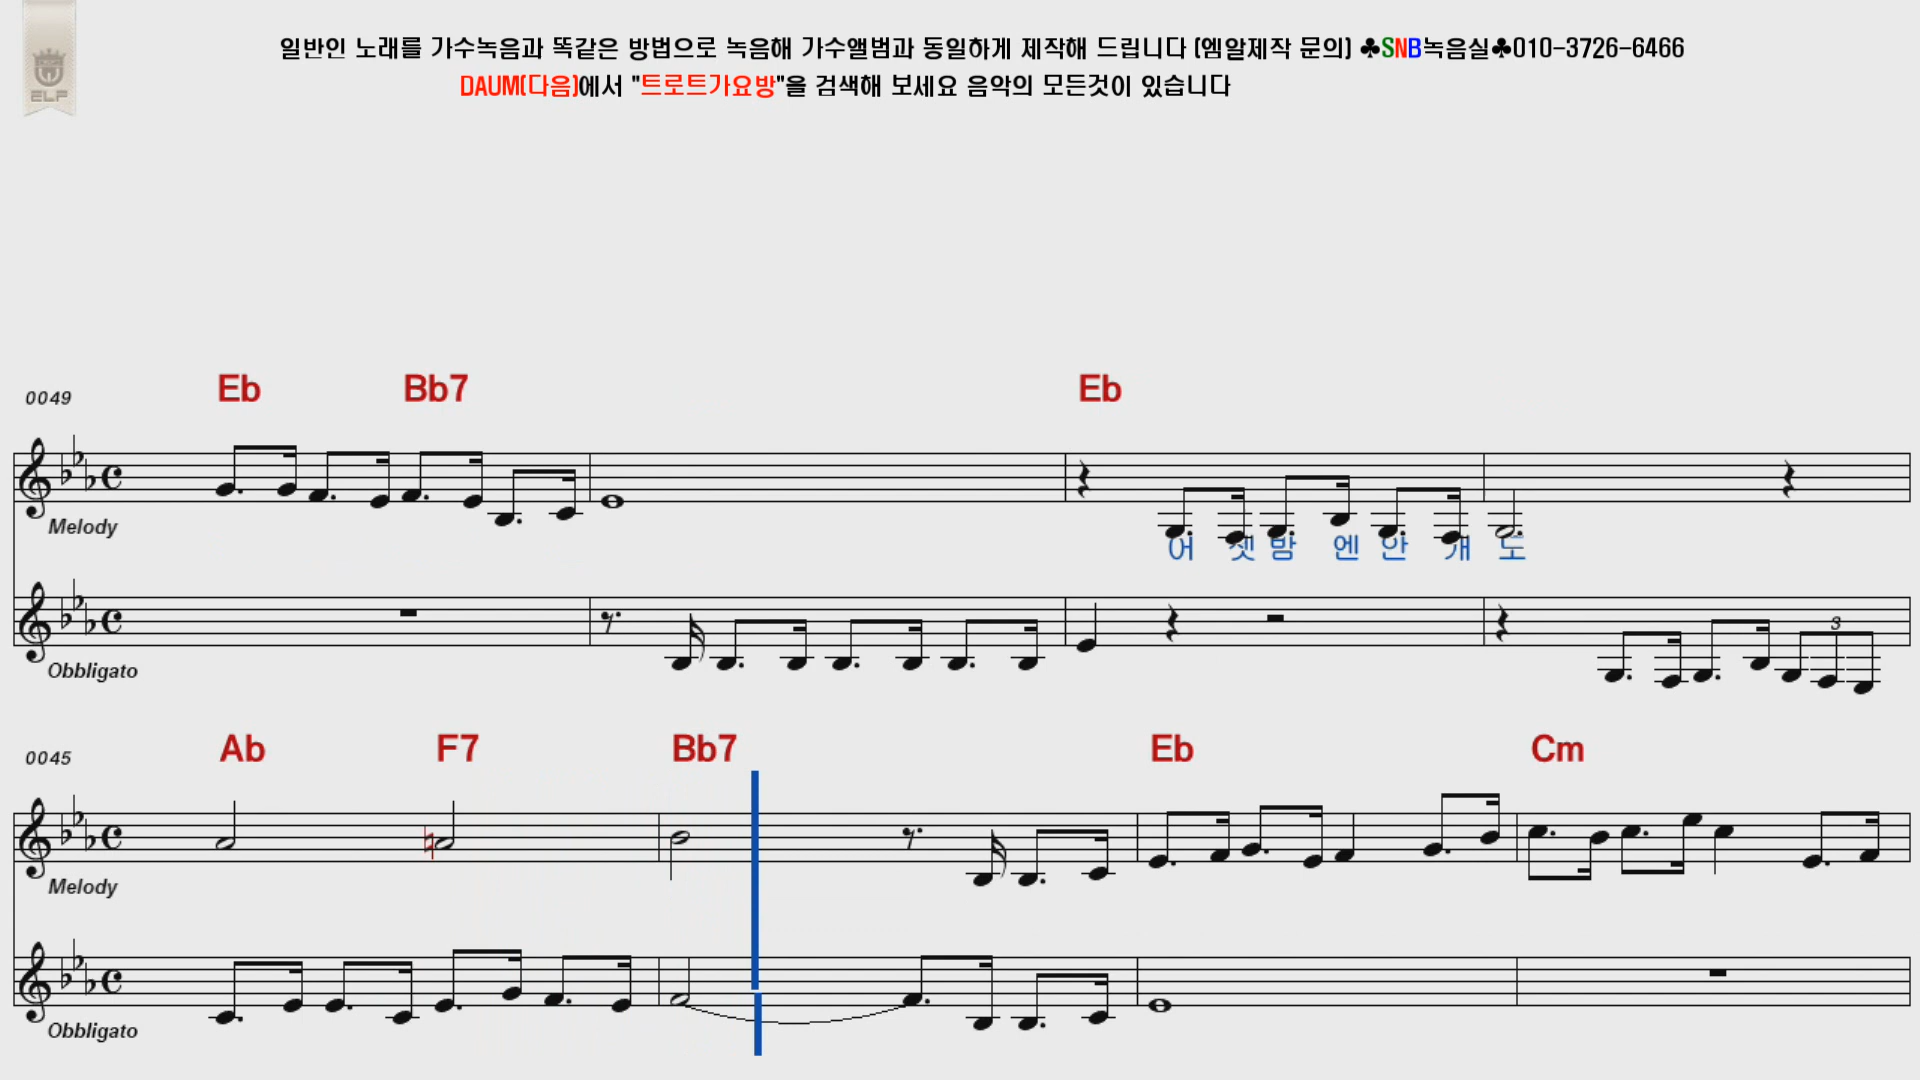 일반인 노래를 가수녹음과 똑같은 방법으로 녹음해 가수앨범과 동일하게 제작해 드립니다 (엠알제작 문의) ♣SNB녹음실♣010-3726-6466
DAUM(다음)에서 "트로트가요방"을 검색해 보세요 음악의 모든것이 있습니다
ELF
0049 Eb Bb7 Eb
Melody
어 젯 밤 엔 안 개 도
3
Obbligato
0045 Ab F7 Bb7 Eb Cm
Melody
Obbligato